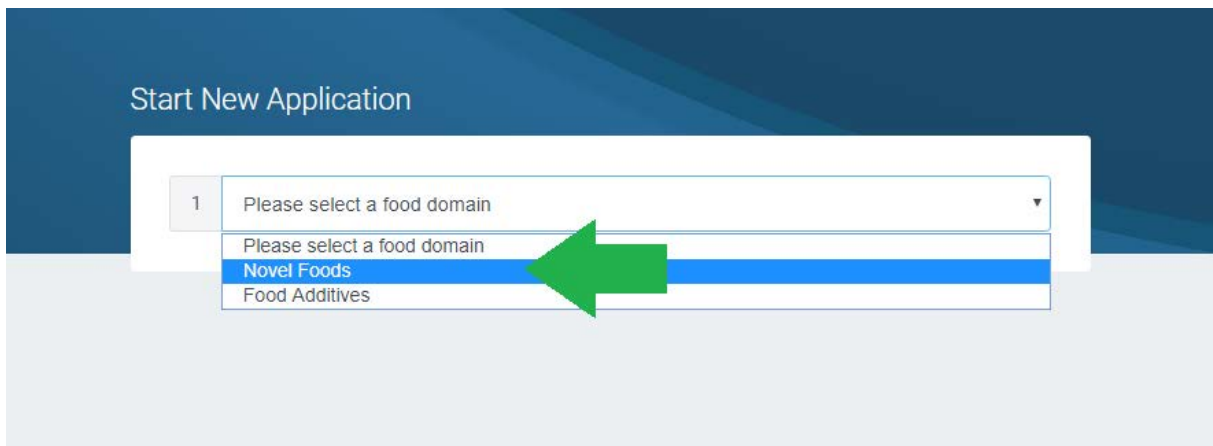 Start New Application
1 Please select a food domain
Please select a food domain
Novel Foods
Food Additives